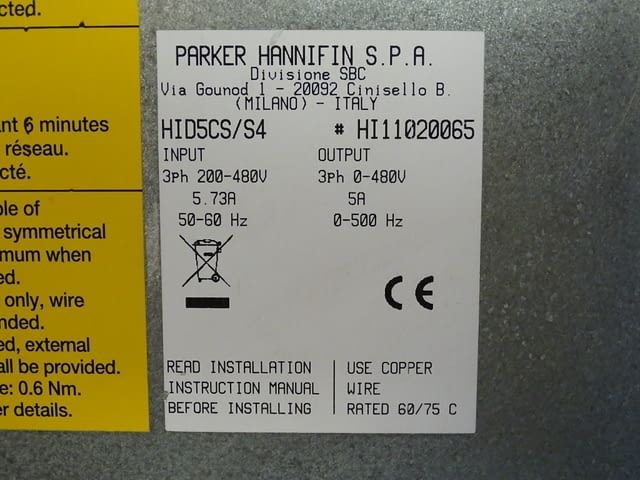 cted.
nt 6 minutes
réseau.
cté.
ble of
symmetrical
mum when
ed.
only, wire
nded.
ed, external
all be provided.
e: 0.6 Nm.
er details.
PARKER HANNIFIN S.P.A.
Divisione SBC
Via Gounod 1 - 20092 Cinisello B.
(MILANO) - ITALY
HID5CS/S4 # HI11020065
INPUT OUTPUT
3Ph 200-480V 3Ph 0-480V
5.73A 5A
50-60 Hz 0-500 Hz
CE
READ INSTALLATION USE COPPER
INSTRUCTION MANUAL WIRE
BEFORE INSTALLING RATED 60/75 C